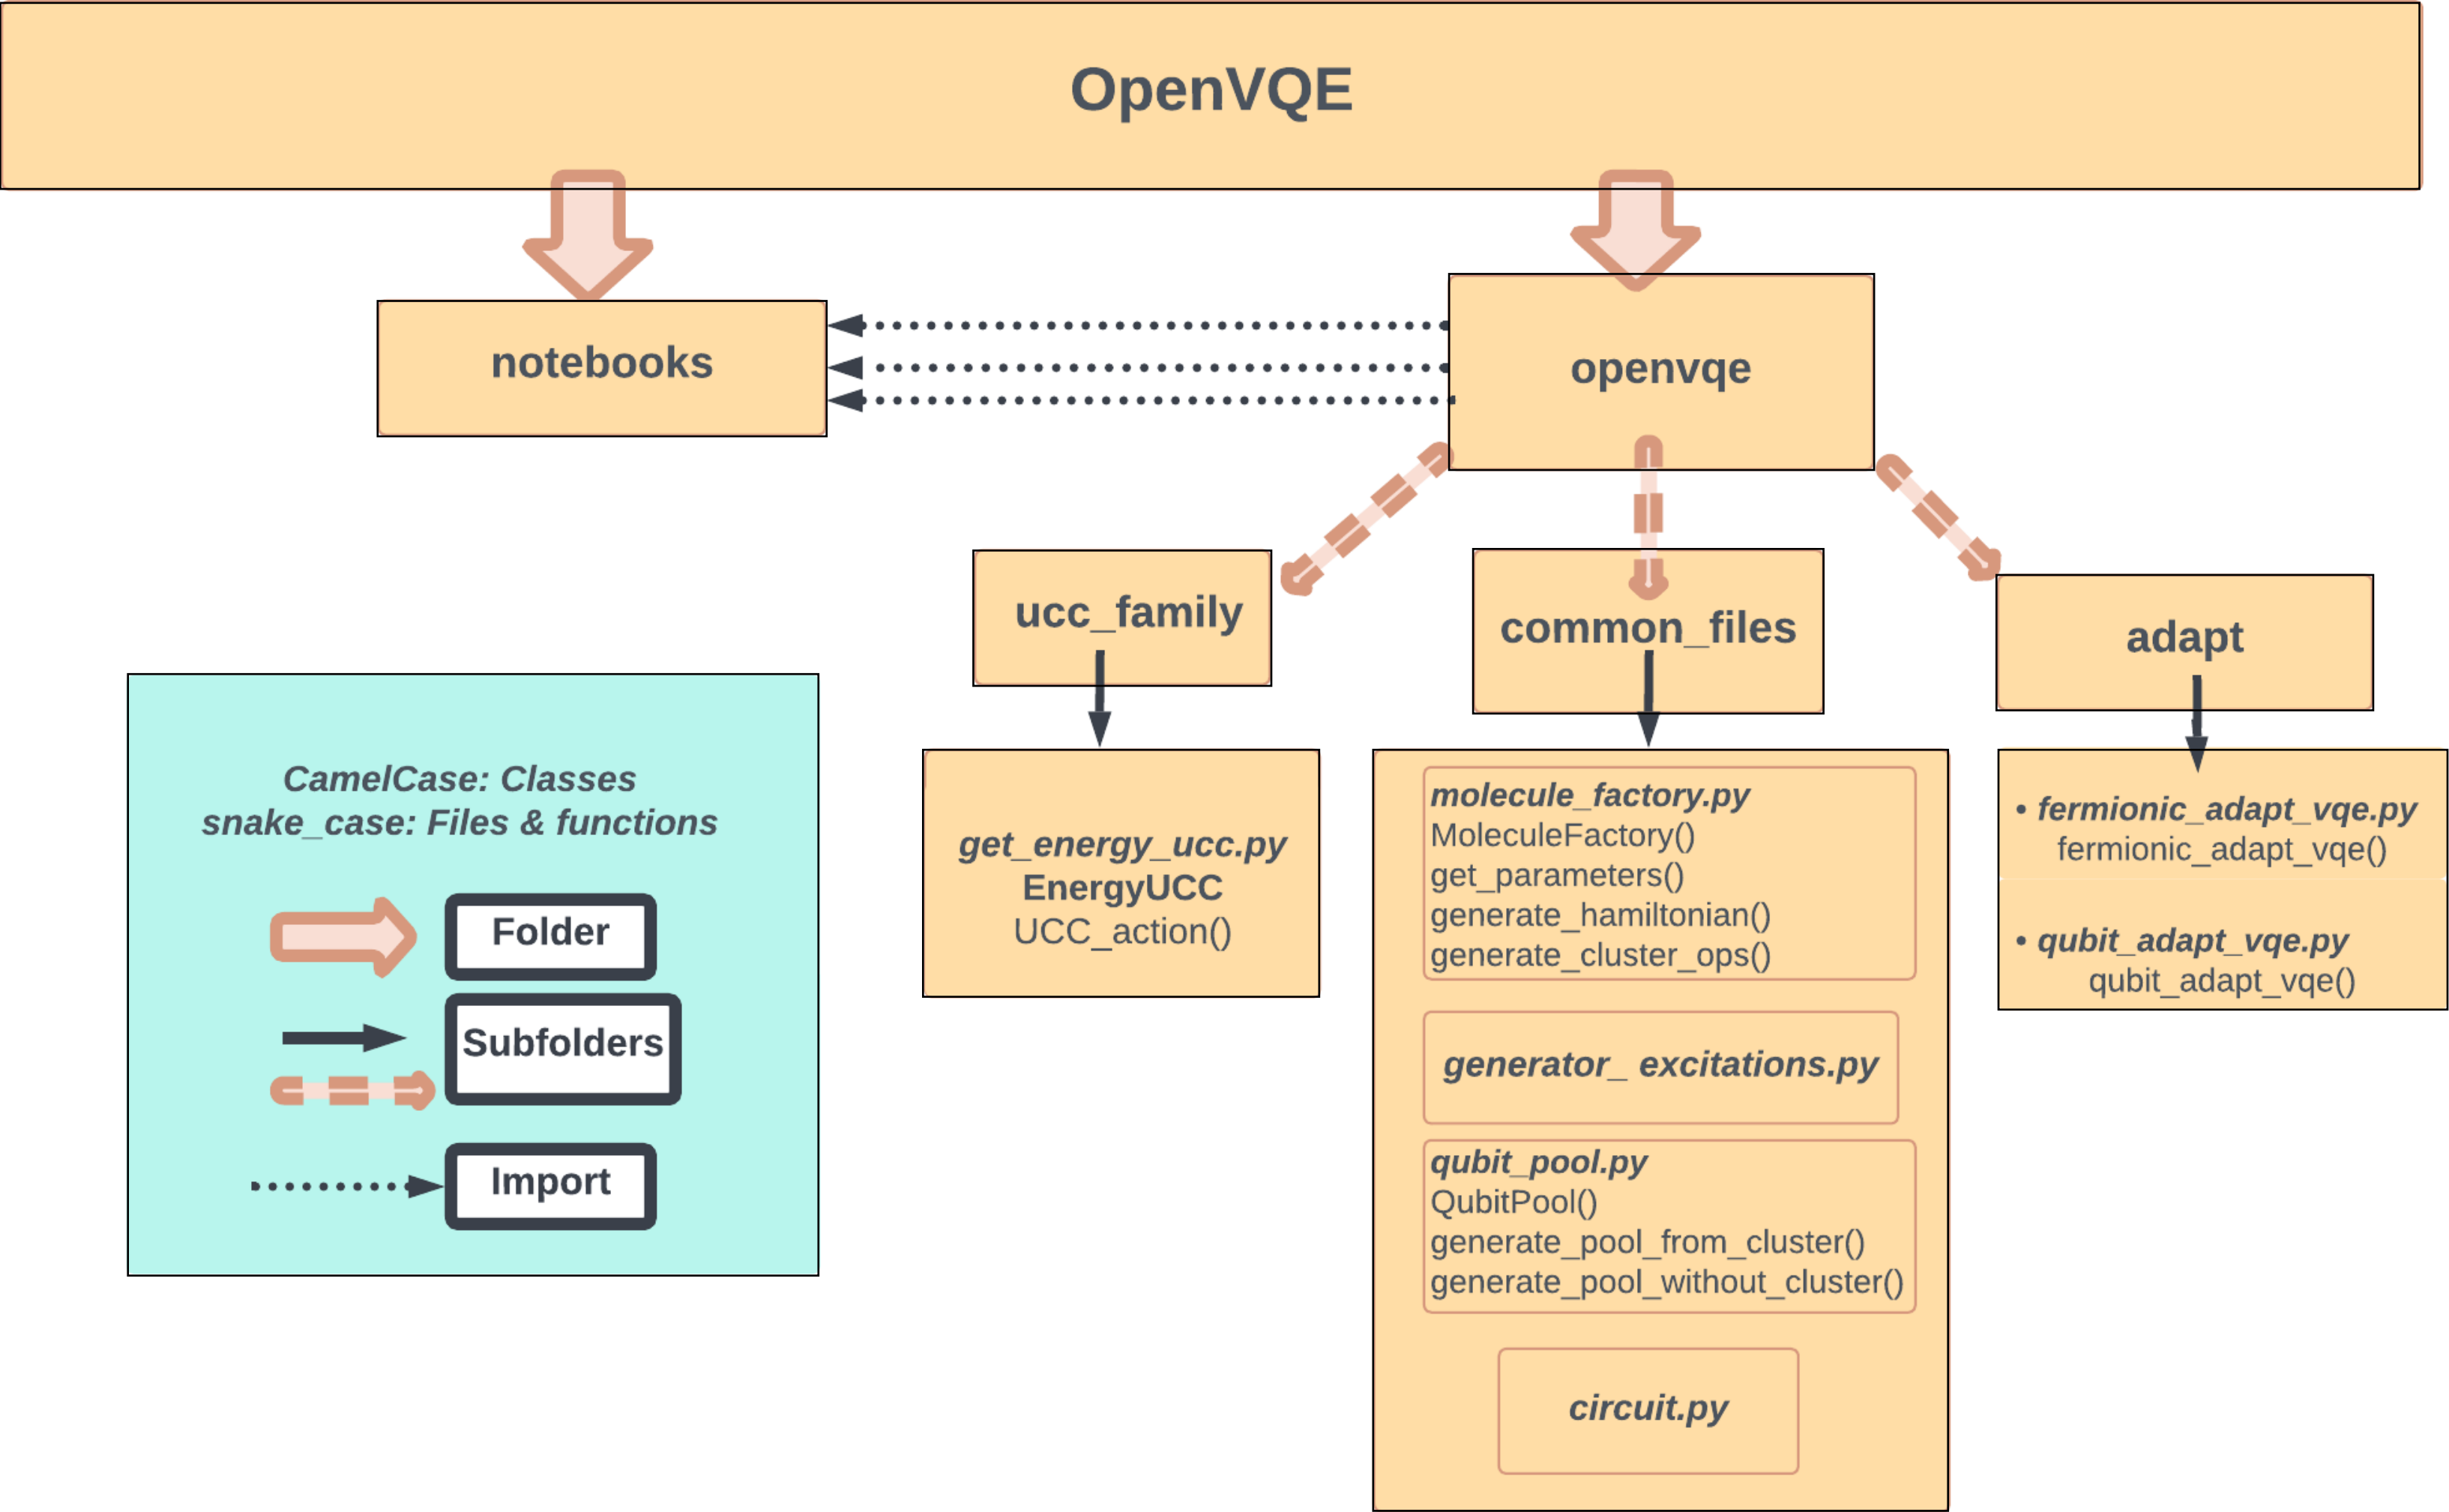 OpenVQE
notebooks
openvqe
ucc_family
common_files
adapt
get_energy_ucc.py
EnergyUCC
UCC_action()
molecule_factory.py
MoleculeFactory()
get_parameters()
generate_hamiltonian()
generate_cluster_ops()
generator_ excitations.py
qubit_pool.py
QubitPool()
generate_pool_from_cluster()
generate_pool_without_cluster()
circuit.py
• fermionic_adapt_vqe.py
fermionic_adapt_vqe()
• qubit_adapt_vqe.py
qubit_adapt_vqe()
CamelCase: Classes
snake_case: Files & functions
Folder
Subfolders
Import